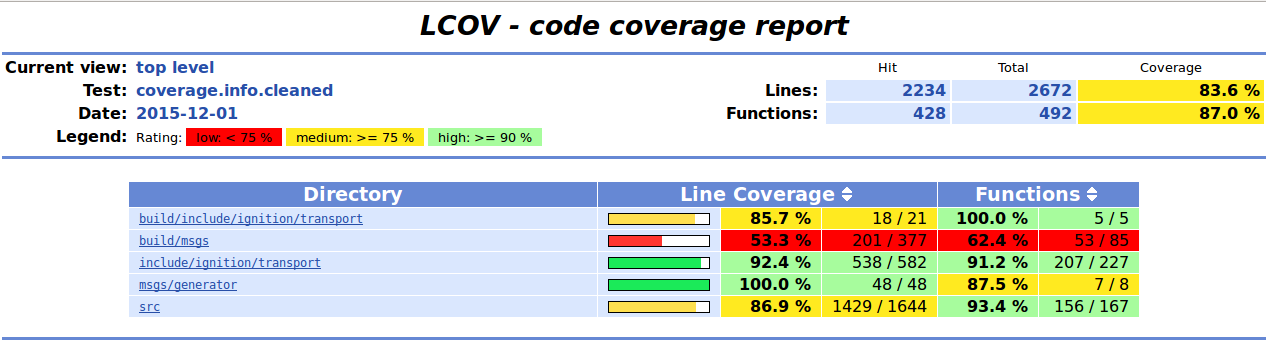 LCOV - code coverage report
Current view: top level
Test: coverage.info.cleaned
Date: 2015-12-01
Legend: Rating: low: < 75 % medium: >= 75 % high: >= 90 %
Hit Total Coverage
Lines: 2234 2672 83.6 %
Functions: 428 492 87.0 %
Directory Line Coverage Functions
build/include/ignition/transport 85.7 % 18 / 21 100.0 % 5 / 5
build/msgs 53.3 % 201 / 377 62.4 % 53 / 85
include/ignition/transport 92.4 % 538 / 582 91.2 % 207 / 227
msgs/generator 100.0 % 48 / 48 87.5 % 7 / 8
src 86.9 % 1429 / 1644 93.4 % 156 / 167